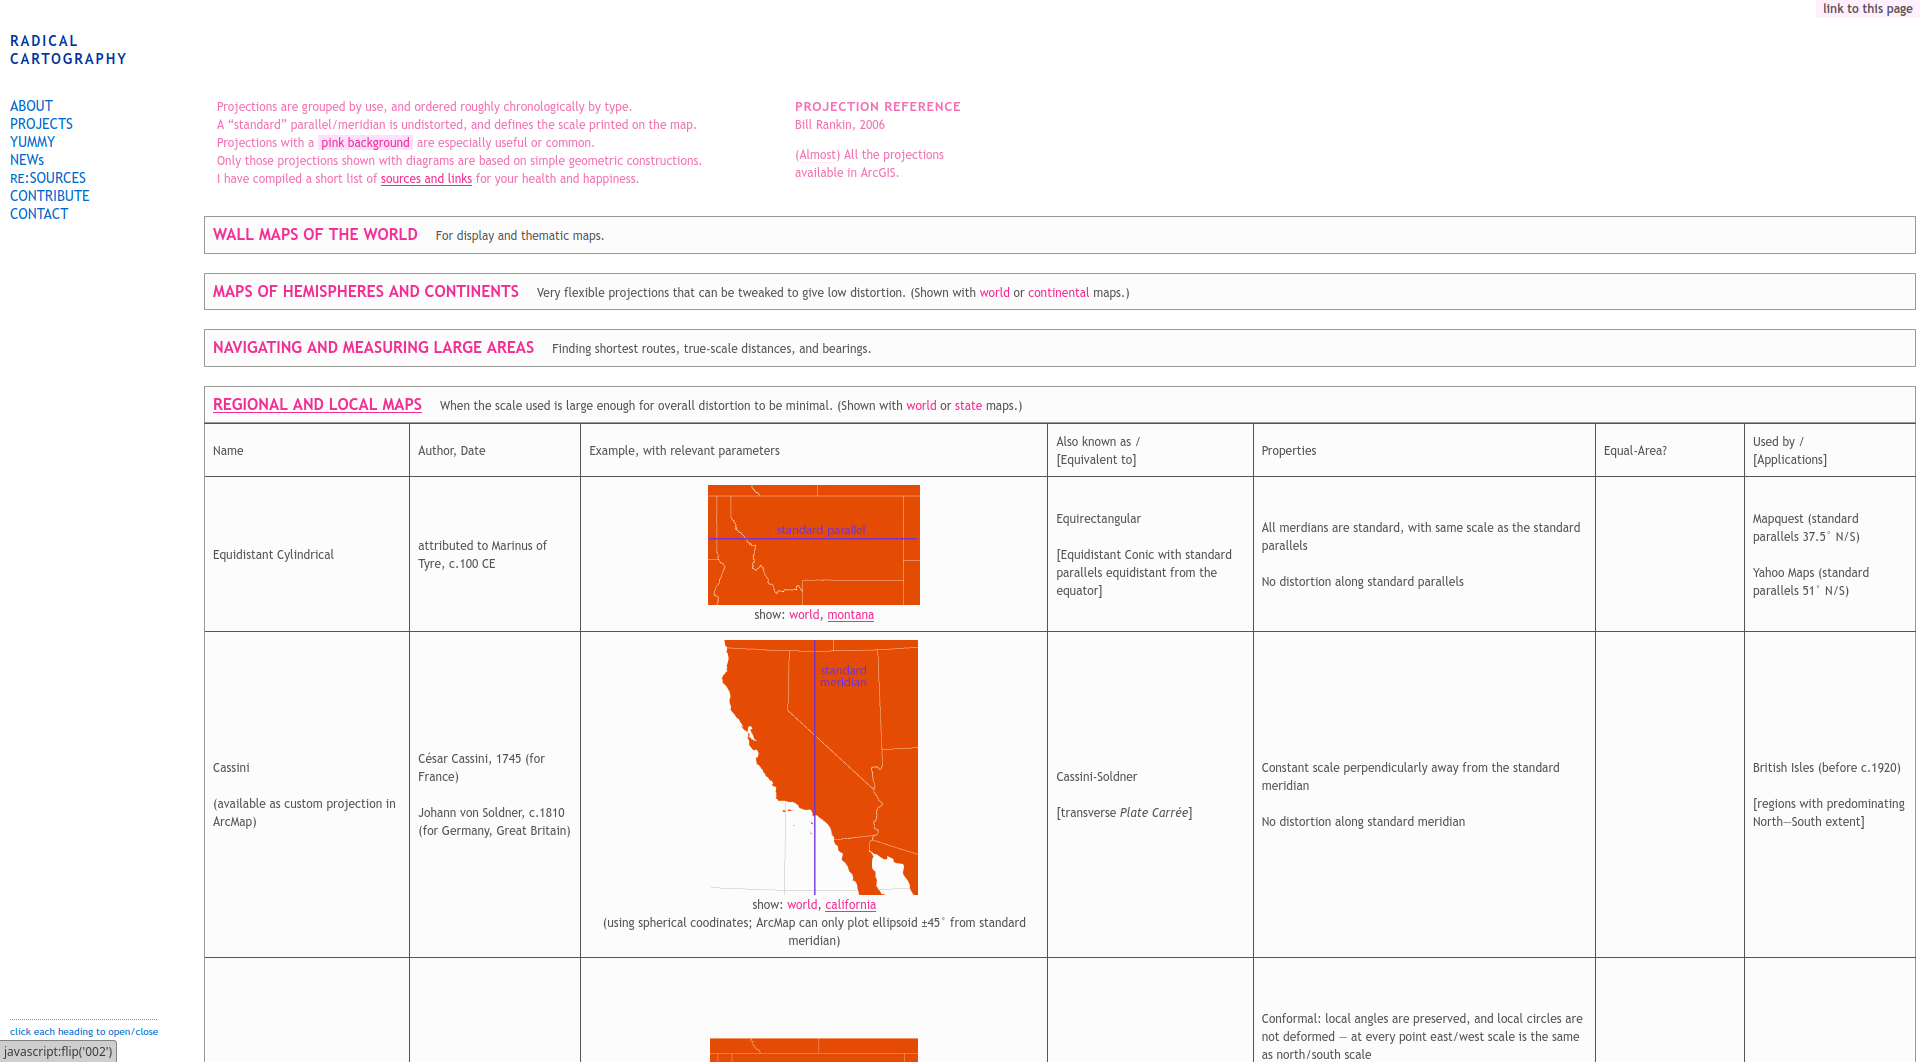 link to this page
RADICAL
CARTOGRAPHY
ABOUT
PROJECTS
YUMMY
NEWs
RE:SOURCES
CONTRIBUTE
CONTACT
Projections are grouped by use, and ordered roughly chronologically by type.
A “standard” parallel/meridian is undistorted, and defines the scale printed on the map.
Projections with a pink background are especially useful or common.
Only those projections shown with diagrams are based on simple geometric constructions.
I have compiled a short list of sources and links for your health and happiness.
PROJECTION REFERENCE
Bill Rankin, 2006
(Almost) All the projections
available in ArcGIS.
WALL MAPS OF THE WORLD For display and thematic maps.
MAPS OF HEMISPHERES AND CONTINENTS Very flexible projections that can be tweaked to give low distortion. (Shown with world or continental maps.)
NAVIGATING AND MEASURING LARGE AREAS Finding shortest routes, true-scale distances, and bearings.
REGIONAL AND LOCAL MAPS When the scale used is large enough for overall distortion to be minimal. (Shown with world or state maps.)
Name
Author, Date
Example, with relevant parameters
Also known as /
[Equivalent to]
Properties
Equal-Area?
Used by /
[Applications]
Equidistant Cylindrical
attributed to Marinus of
Tyre, c.100 CE
standard parallel
show: world, montana
Equirectangular
[Equidistant Conic with standard
parallels equidistant from the
equator]
All merdians are standard, with same scale as the standard
parallels
No distortion along standard parallels
Mapquest (standard
parallels 37.5° N/S)
Yahoo Maps (standard
parallels 51° N/S)
Cassini
(available as custom projection in
ArcMap)
César Cassini, 1745 (for
France)
Johann von Soldner, c.1810
(for Germany, Great Britain)
standard
meridian
show: world, california
(using spherical coodinates; ArcMap can only plot ellipsoid ±45° from standard
meridian)
Cassini-Soldner
[transverse Plate Carrée]
Constant scale perpendicularly away from the standard
meridian
No distortion along standard meridian
British Isles (before c.1920)
[regions with predominating
North—South extent]
Conformal: local angles are preserved, and local circles are
not deformed — at every point east/west scale is the same
as north/south scale
click each heading to open/close
javascript:flip('002')